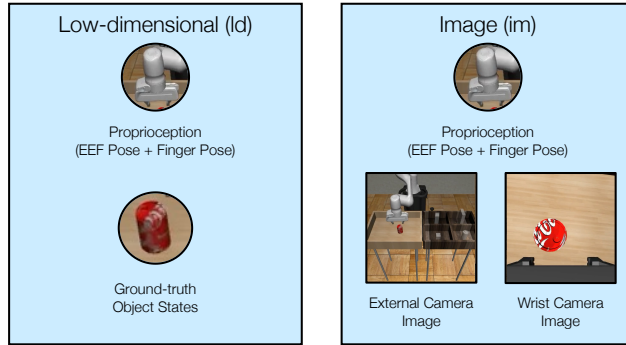 Low-dimensional (ld)
Proprioception
(EEF Pose + Finger Pose)
Ground-truth
Object States
Image (im)
Proprioception
(EEF Pose + Finger Pose)
External Camera
Image
Wrist Camera
Image